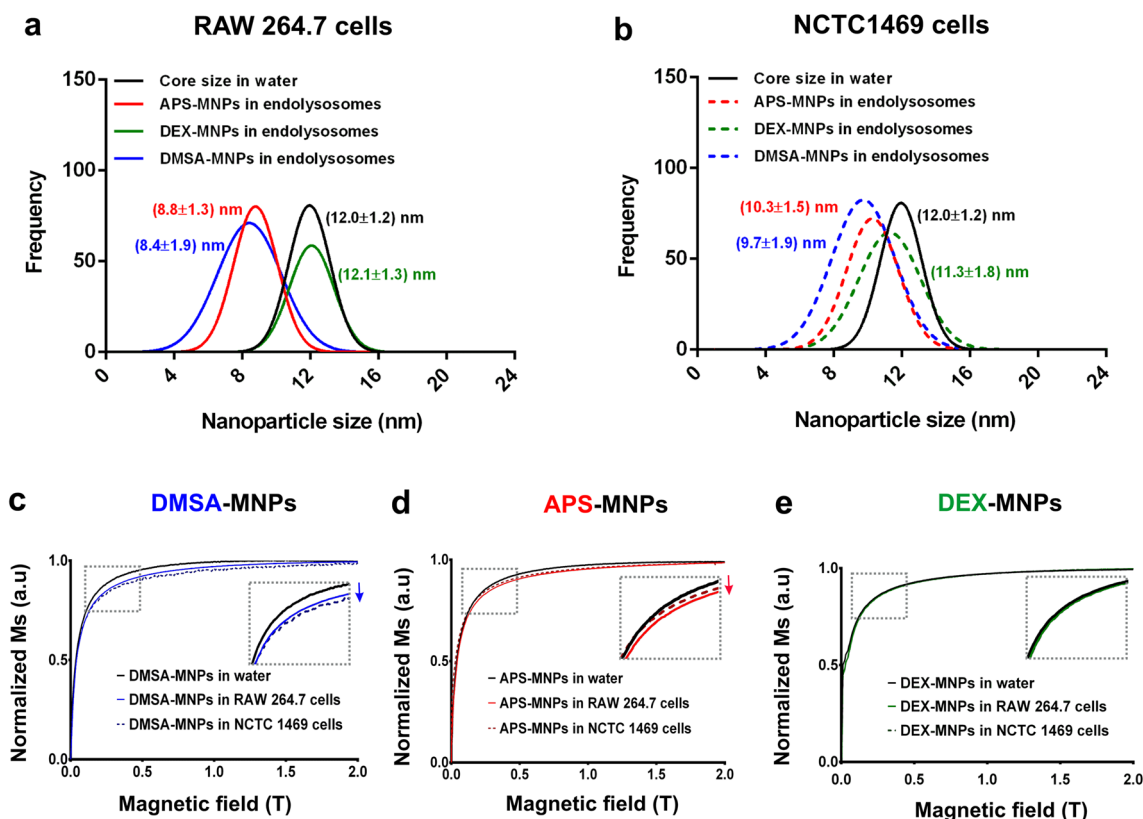 a
RAW 264.7 cells
Core size in water
APS-MNPs in endolysosomes
DEX-MNPs in endolysosomes
DMSA-MNPs in endolysosomes
150
100
50
0
Frequency
(8.8±1.3) nm
(8.4±1.9) nm
(12.0±1.2) nm
(12.1±1.3) nm
0 4 8 12 16 20 24
Nanoparticle size (nm)
b
NCTC1469 cells
Core size in water
APS-MNPs in endolysosomes
DEX-MNPs in endolysosomes
DMSA-MNPs in endolysosomes
150
100
50
0
Frequency
(10.3±1.5) nm
(9.7±1.9) nm
(12.0±1.2) nm
(11.3±1.8) nm
0 4 8 12 16 20 24
Nanoparticle size (nm)
c
DMSA-MNPs
Normalized Ms (a.u)
1.0
0.5
0.0
DMSA-MNPs in water
DMSA-MNPs in RAW 264.7 cells
DMSA-MNPs in NCTC 1469 cells
0.0 0.5 1.0 1.5 2.0
Magnetic field (T)
d
APS-MNPs
Normalized Ms (a.u)
1.0
0.5
0.0
APS-MNPs in water
APS-MNPs in RAW 264.7 cells
APS-MNPs in NCTC 1469 cells
0.0 0.5 1.0 1.5 2.0
Magnetic field (T)
e
DEX-MNPs
Normalized Ms (a.u)
1.0
0.5
0.0
DEX-MNPs in water
DEX-MNPs in RAW 264.7 cells
DEX-MNPs in NCTC 1469 cells
0.0 0.5 1.0 1.5 2.0
Magnetic field (T)